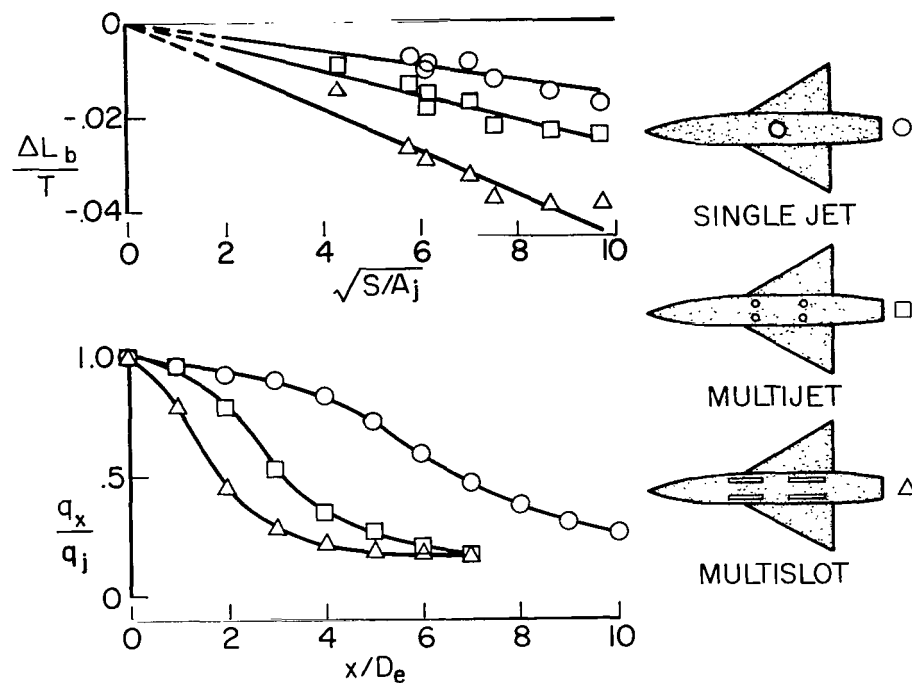 0
-.02
-.04
ΔL_b
T
0 2 4 6 8 10
√S/A_j
SINGLE JET
MULTIJET
MULTISLOT
1.0
.5
0
q_x
q_j
0 2 4 6 8 10
x/D_e